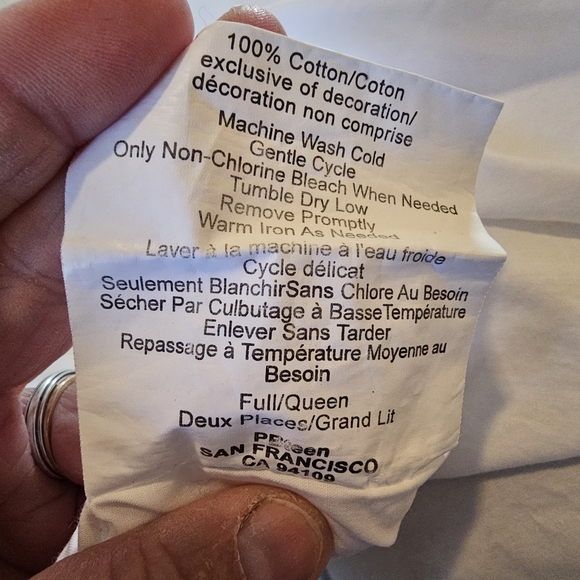 100% Cotton/Coton
exclusive of decoration/
décoration non comprise
Machine Wash Cold
Gentle Cycle
Only Non-Chlorine Bleach When Needed
Tumble Dry Low
Remove Promptly
Warm Iron As Needed
Laver à la machine à l'eau froide
Cycle délicat
Seulement BlanchirSans Chlore Au Besoin
Sécher Par Culbutage à BasseTempérature
Enlever Sans Tarder
Repassage à Température Moyenne au
Besoin
Full/Queen
Deux Places/Grand Lit
PBteen
SAN FRANCISCO
CA 94109